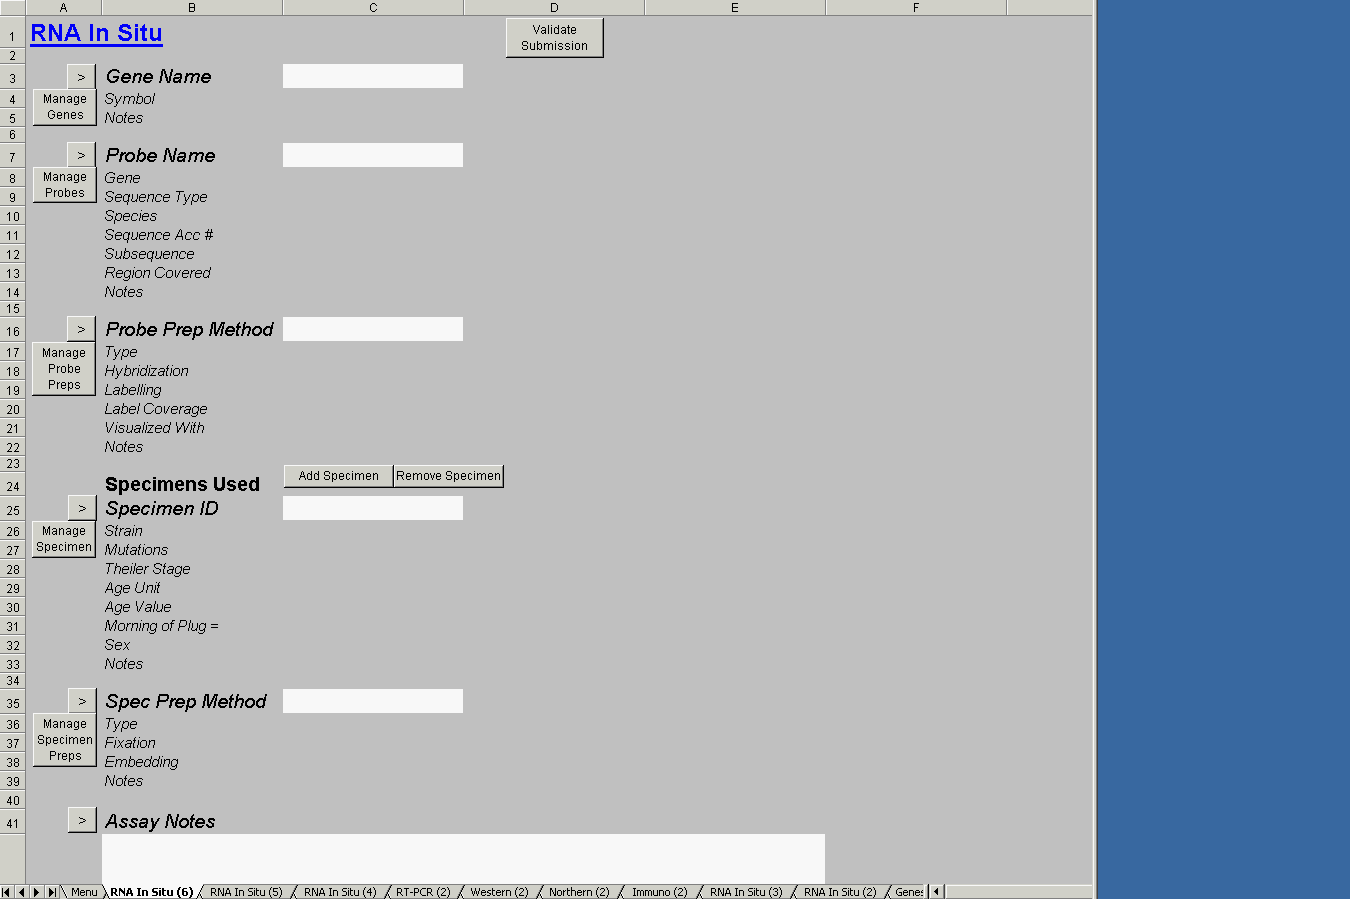 A B C D E F
1 RNA In Situ Validate
Submission
2
3 > Gene Name
4 Manage Symbol
5 Genes Notes
6
7 > Probe Name
8 Manage Gene
9 Probes Sequence Type
10 Species
11 Sequence Acc #
12 Subsequence
13 Region Covered
14 Notes
15
16 > Probe Prep Method
17 Manage Type
18 Probe Hybridization
19 Preps Labelling
20 Label Coverage
21 Visualized With
22 Notes
23
24 Specimens Used Add Specimen Remove Specimen
25 > Specimen ID
26 Manage Strain
27 Specimen Mutations
28 Theiler Stage
29 Age Unit
30 Age Value
31 Morning of Plug =
32 Sex
33 Notes
34
35 > Spec Prep Method
36 Manage Type
37 Specimen Fixation
38 Preps Embedding
39 Notes
40
41 > Assay Notes
Menu RNA In Situ (6) RNA In Situ (5) RNA In Situ (4) RT-PCR (2) Western (2) Northern (2) Immuno (2) RNA In Situ (3) RNA In Situ (2) Genes